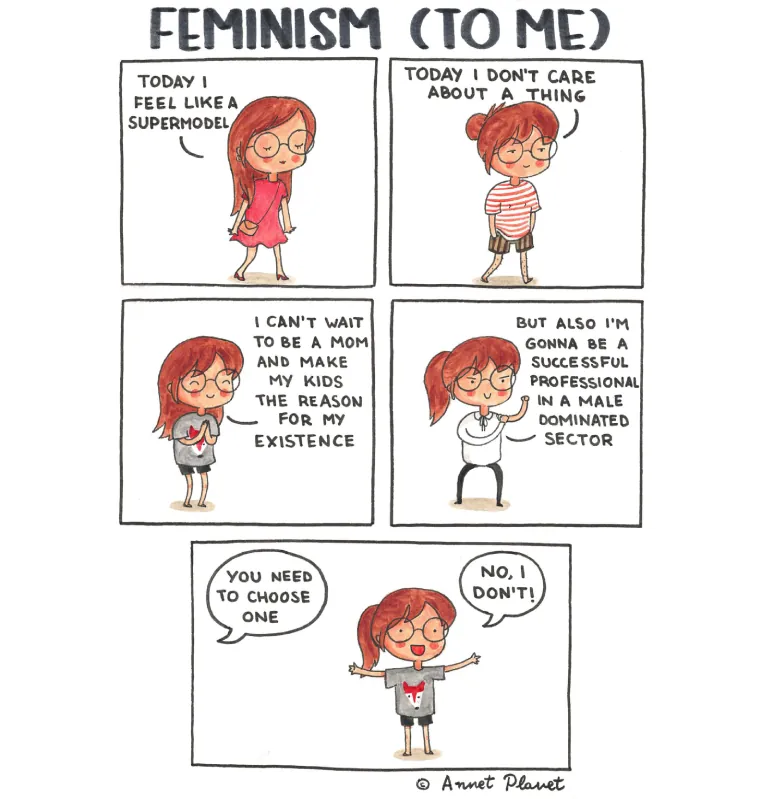 FEMINISM (TO ME)
TODAY I
FEEL LIKE A
SUPERMODEL
TODAY I DON'T CARE
ABOUT A THING
I CAN'T WAIT
TO BE A MOM
AND MAKE
MY KIDS
THE REASON
FOR MY
EXISTENCE
BUT ALSO I'M
GONNA BE A
SUCCESSFUL
PROFESSIONAL
IN A MALE
DOMINATED
SECTOR
YOU NEED
TO CHOOSE
ONE
NO, I
DON'T!
© Annet Planet